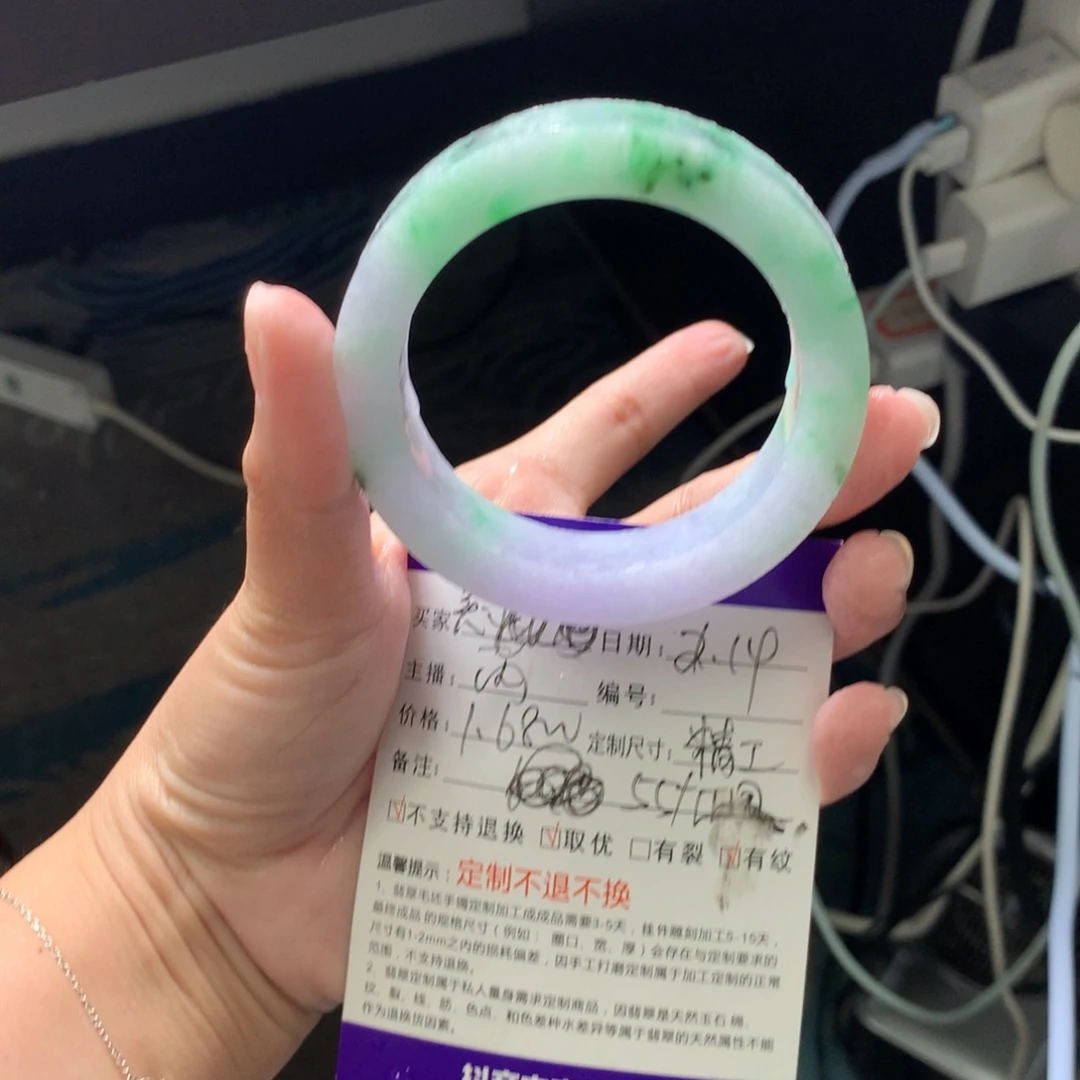 买家 日期: 2.14
主播: 编号:
价格: 1.68W 定制尺寸: 精工
备注: 55/
不支持退换 取优 有裂 有纹
温馨提示: 定制不退不换
1、翡翠毛坯手镯定制加工成成品需要3-5天，挂件雕刻加工5-15天，
最终成品的规格尺寸（例如： 圈口、宽、厚）会存在与定制要求的
尺寸有1-2mm之内的损耗偏差，因手工打磨定制属于加工定制的正常
范围，不支持退换。
2、翡翠定制属于私人量身需求定制商品，因翡翠是天然玉石 棉、
纹、裂、线、筋、色点、和色差种水差异等属于翡翠的天然属性不能
作为退换货因素。